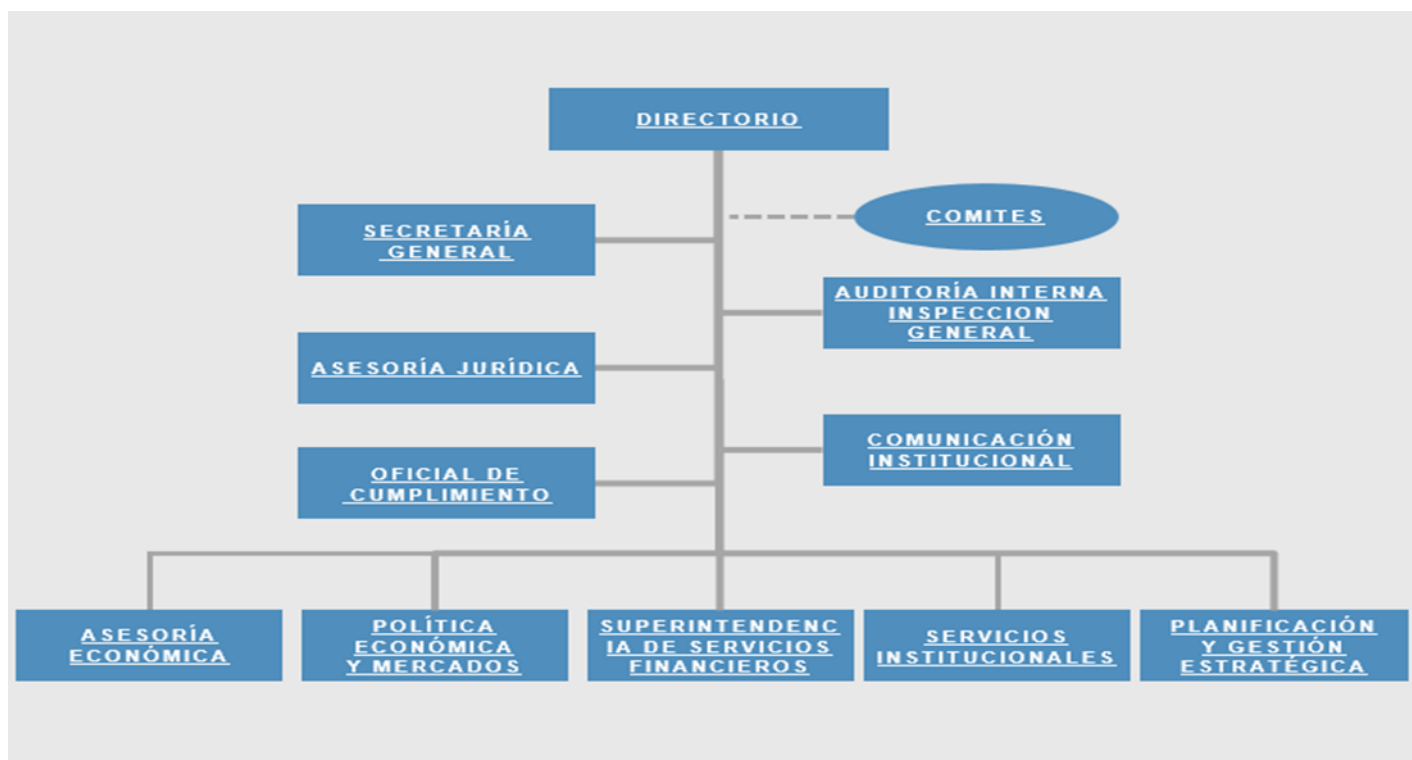 DIRECTORIO
COMITES
SECRETARÍA
GENERAL
AUDITORÍA INTERNA
INSPECCION
GENERAL
ASESORÍA JURÍDICA
COMUNICACIÓN
INSTITUCIONAL
OFICIAL DE
CUMPLIMIENTO
ASESORÍA
ECONÓMICA
POLÍTICA
ECONÓMICA
Y MERCADOS
SUPERINTENDENC
IA DE SERVICIOS
FINANCIEROS
SERVICIOS
INSTITUCIONALES
PLANIFICACIÓN
Y GESTIÓN
ESTRATÉGICA